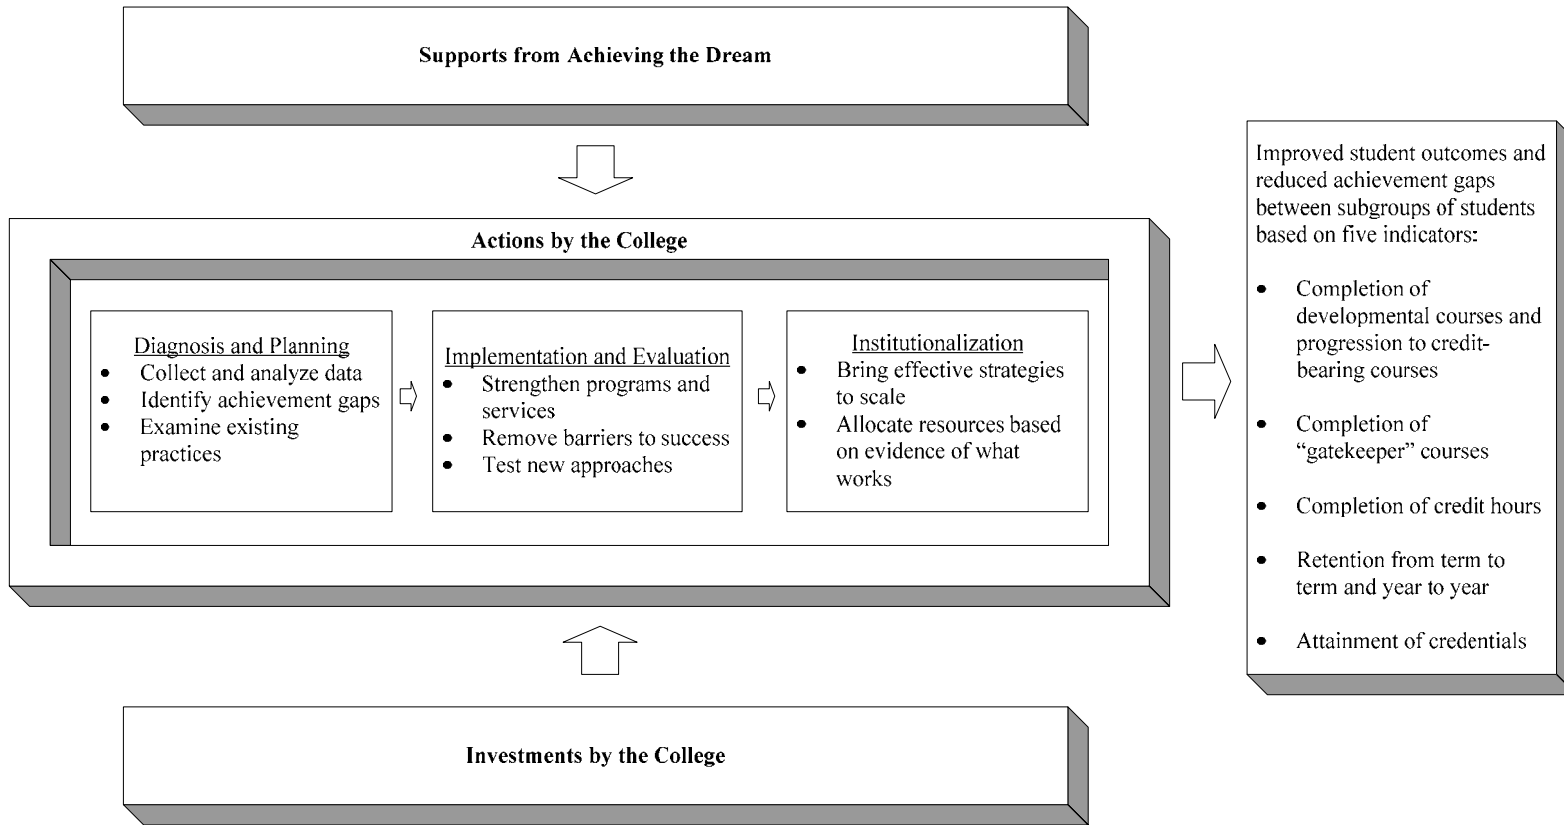 Supports from Achieving the Dream
Actions by the College
Diagnosis and Planning
• Collect and analyze data
• Identify achievement gaps
• Examine existing
practices
Implementation and Evaluation
• Strengthen programs and
services
• Remove barriers to success
• Test new approaches
Institutionalization
• Bring effective strategies
to scale
• Allocate resources based
on evidence of what
works
Investments by the College
Improved student outcomes and
reduced achievement gaps
between subgroups of students
based on five indicators:
• Completion of
developmental courses and
progression to credit-
bearing courses
• Completion of
“gatekeeper” courses
• Completion of credit hours
• Retention from term to
term and year to year
• Attainment of credentials